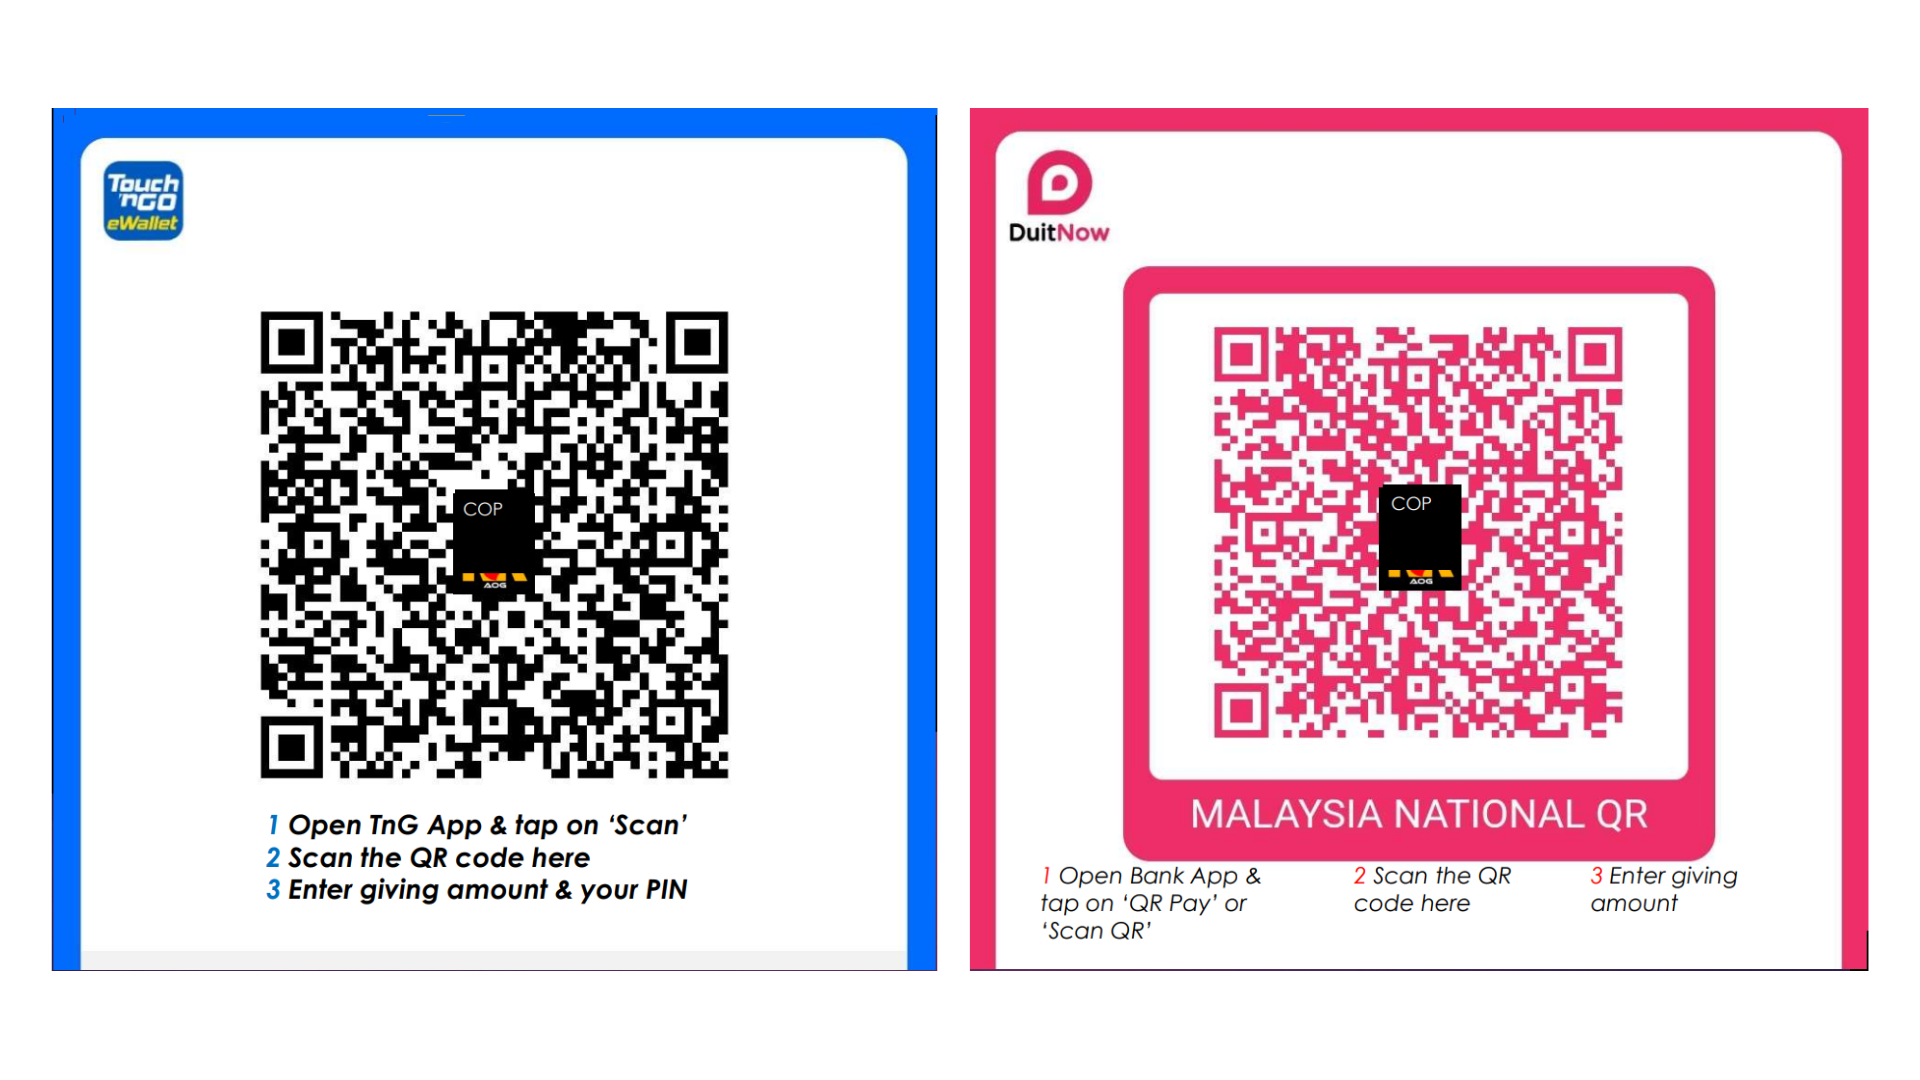 Touch
'nGO
eWallet
COP
AOG
1 Open TnG App & tap on ‘Scan’
2 Scan the QR code here
3 Enter giving amount & your PIN
DuitNow
COP
AOG
MALAYSIA NATIONAL QR
1 Open Bank App &
tap on ‘QR Pay’ or
‘Scan QR’
2 Scan the QR
code here
3 Enter giving
amount